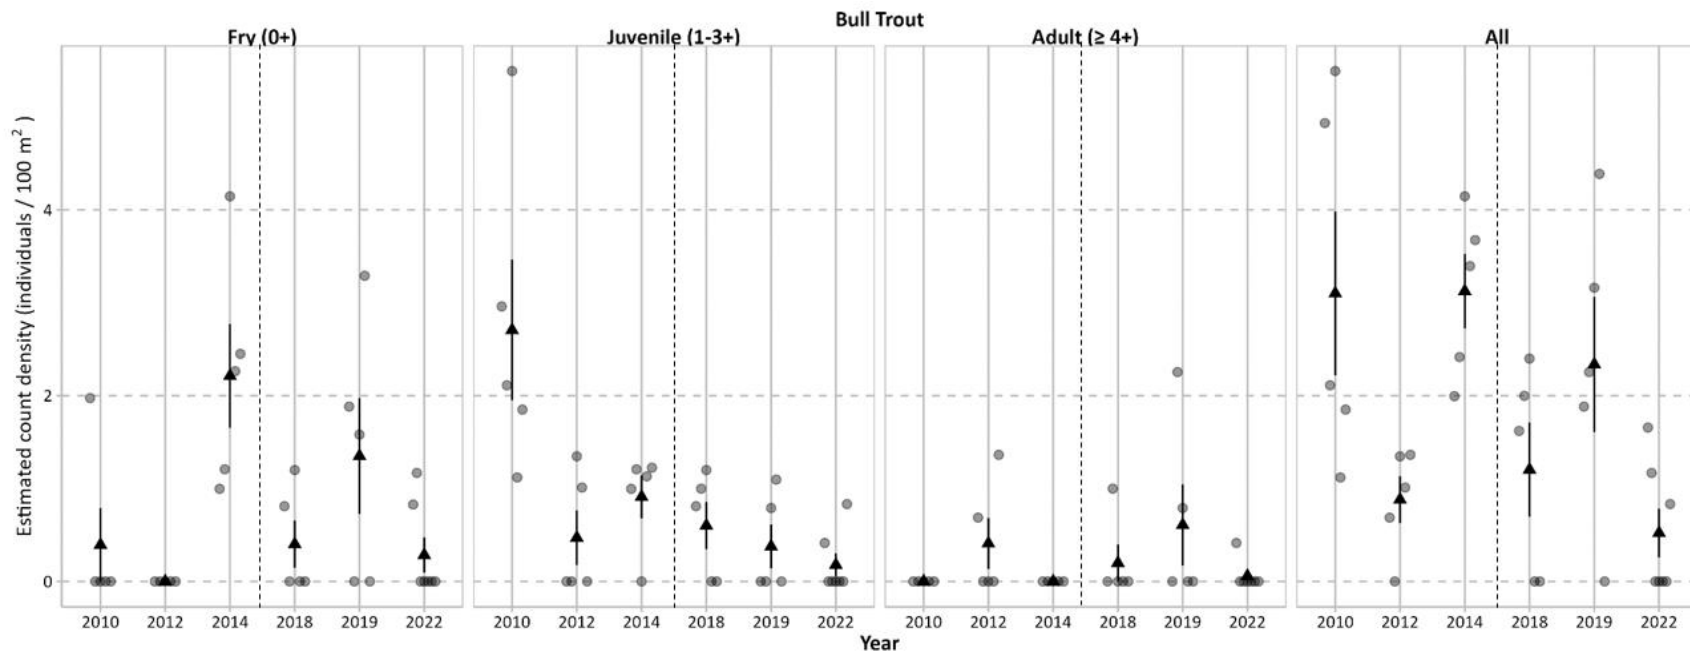 Bull Trout
Fry (0+) Juvenile (1-3+) Adult (≥ 4+) All
Estimated count density (individuals / 100 m²)
4
2
0
2010 2012 2014 2018 2019 2022 2010 2012 2014 2018 2019 2022 2010 2012 2014 2018 2019 2022 2010 2012 2014 2018 2019 2022
Year